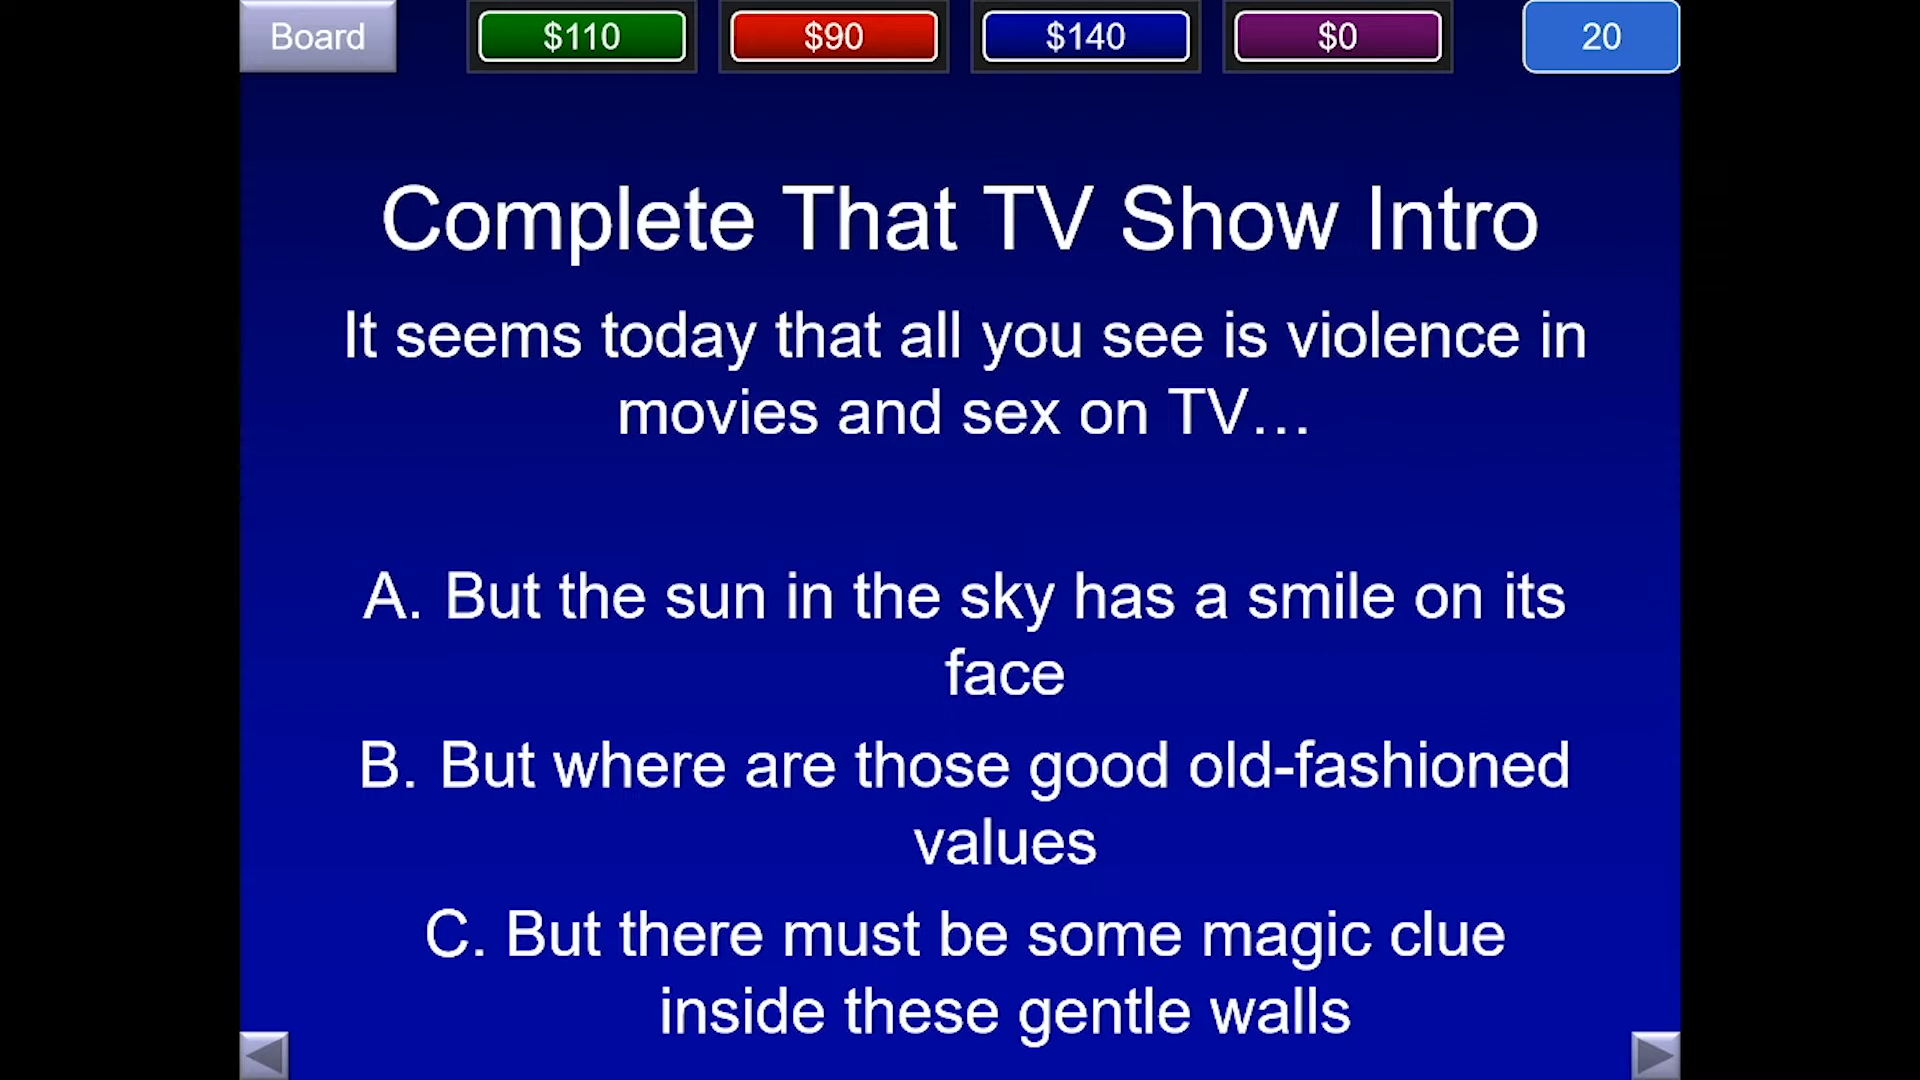 Board
$110
$90
$140
$0
20
Complete That TV Show Intro
It seems today that all you see is violence in
movies and sex on TV…
A. But the sun in the sky has a smile on its
face
B. But where are those good old-fashioned
values
C. But there must be some magic clue
inside these gentle walls